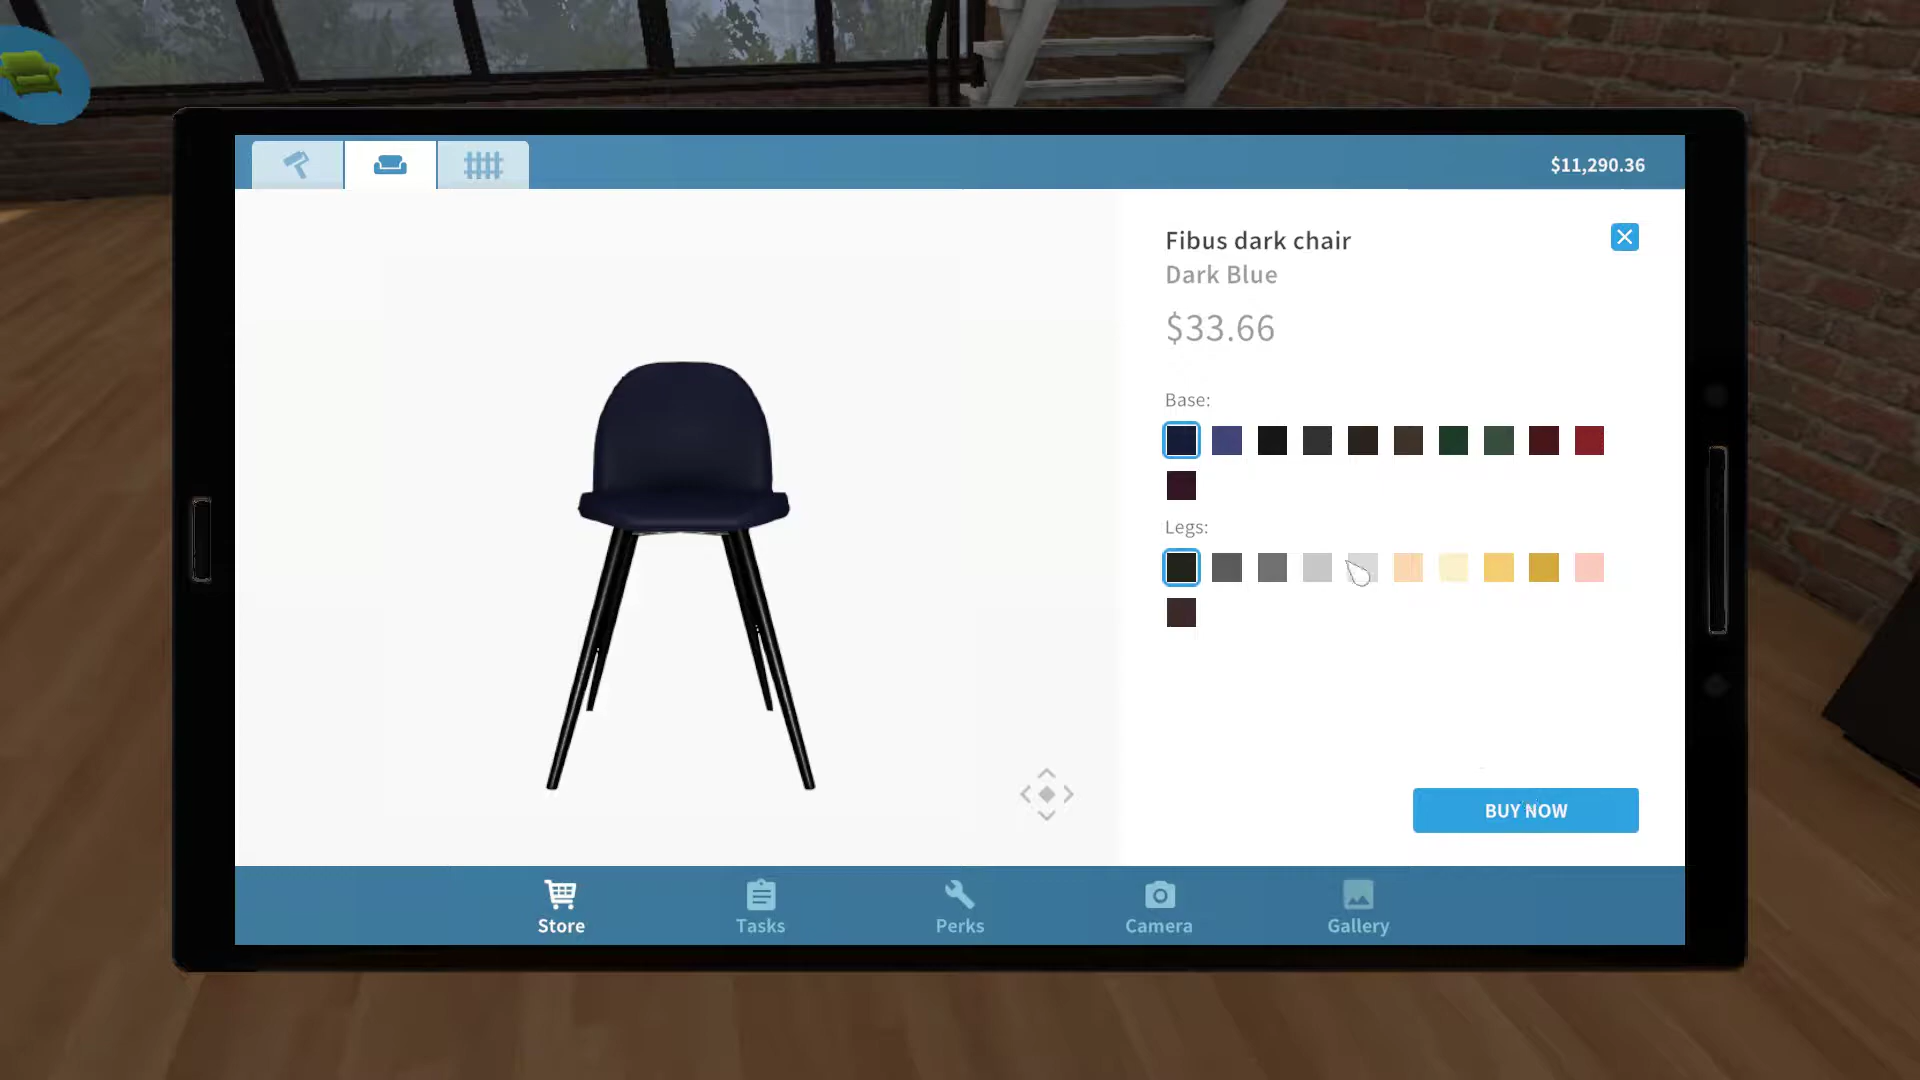 $11,290.36
Fibus dark chair
Dark Blue
$33.66
Base:
Legs:
BUY NOW
Store
Tasks
Perks
Camera
Gallery